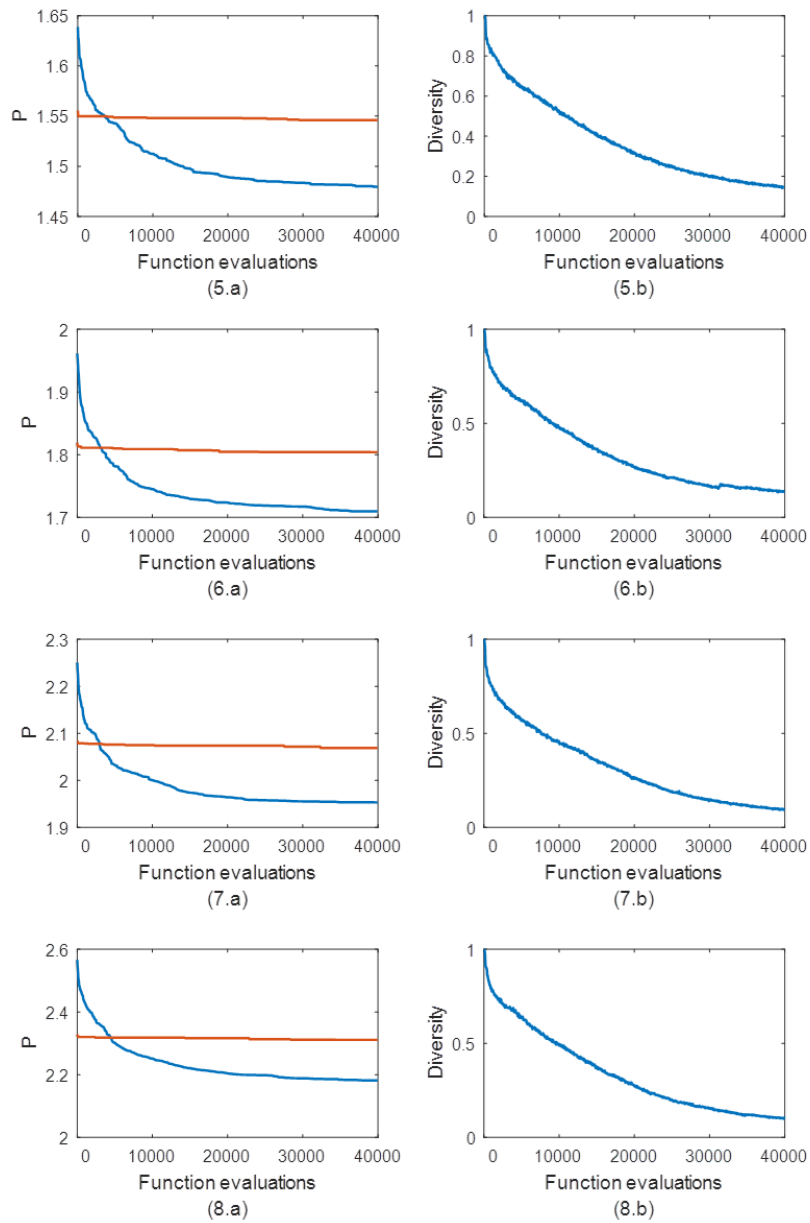 1.65
1.6
1.55
1.5
1.45
P
0 10000 20000 30000 40000
Function evaluations
(5.a)
1
0.8
0.6
0.4
0.2
0
Diversity
0 10000 20000 30000 40000
Function evaluations
(5.b)
2
1.9
1.8
1.7
P
0 10000 20000 30000 40000
Function evaluations
(6.a)
1
0.5
0
Diversity
0 10000 20000 30000 40000
Function evaluations
(6.b)
2.3
2.2
2.1
2
1.9
P
0 10000 20000 30000 40000
Function evaluations
(7.a)
1
0.5
0
Diversity
0 10000 20000 30000 40000
Function evaluations
(7.b)
2.6
2.4
2.2
2
P
0 10000 20000 30000 40000
Function evaluations
(8.a)
1
0.5
0
Diversity
0 10000 20000 30000 40000
Function evaluations
(8.b)